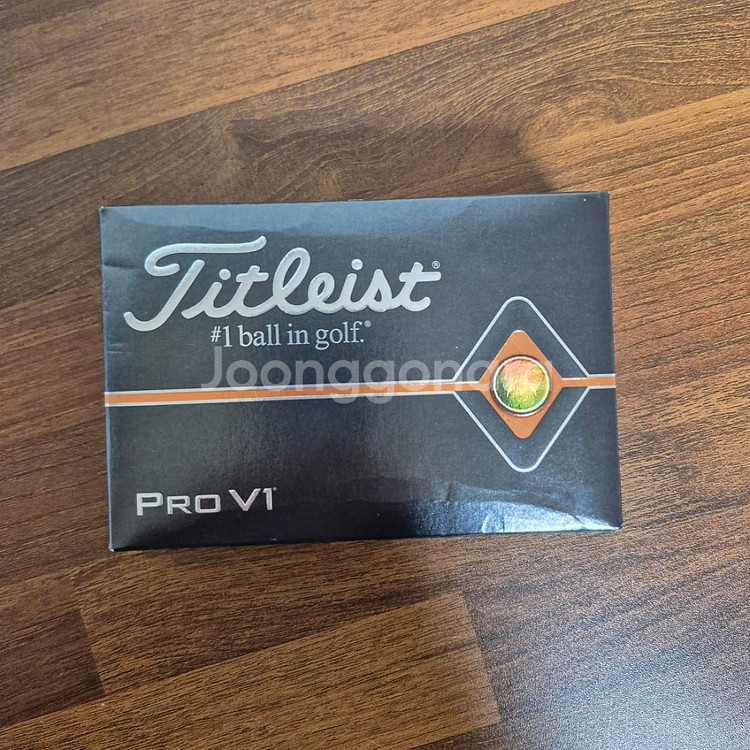 Titleist®
#1 ball in golf.®
Joonggonara
PRO V1®